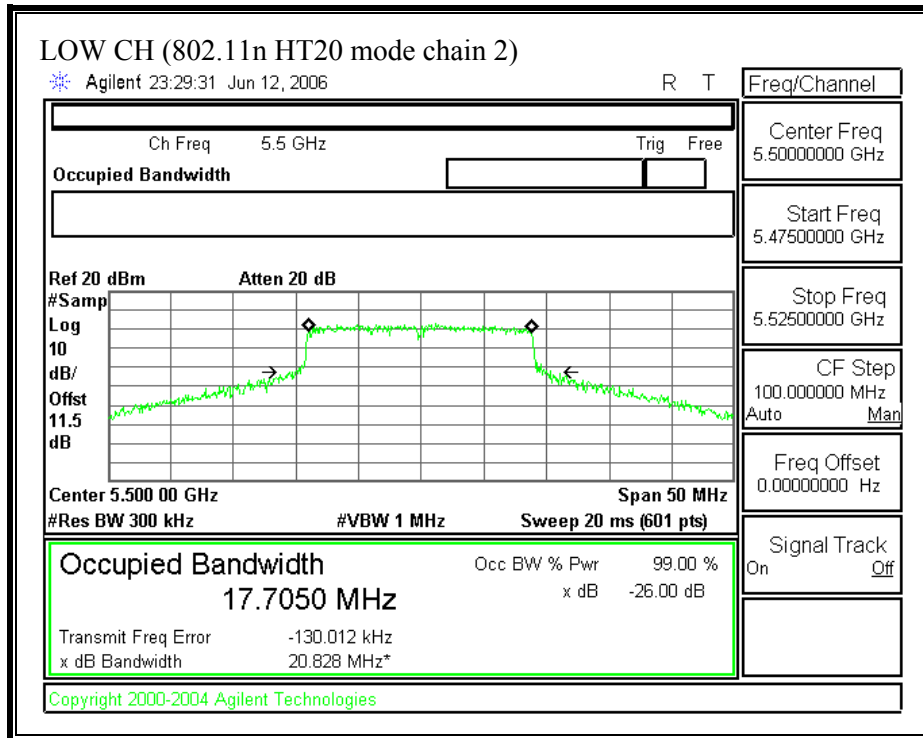 LOW CH (802.11n HT20 mode chain 2)
Agilent 23:29:31 Jun 12, 2006 R T
Freq/Channel
Ch Freq 5.5 GHz Trig Free
Occupied Bandwidth
Center Freq
5.50000000 GHz
Start Freq
5.47500000 GHz
Stop Freq
5.52500000 GHz
CF Step
100.000000 MHz
Auto Man
Freq Offset
0.00000000 Hz
Signal Track
On Off
Ref 20 dBm Atten 20 dB
#Samp
Log
10
dB/
Offst
11.5
dB
Center 5.500 00 GHz Span 50 MHz
#Res BW 300 kHz #VBW 1 MHz Sweep 20 ms (601 pts)
Occupied Bandwidth
17.7050 MHz
Occ BW % Pwr 99.00 %
x dB -26.00 dB
Transmit Freq Error -130.012 kHz
x dB Bandwidth 20.828 MHz*
Copyright 2000-2004 Agilent Technologies